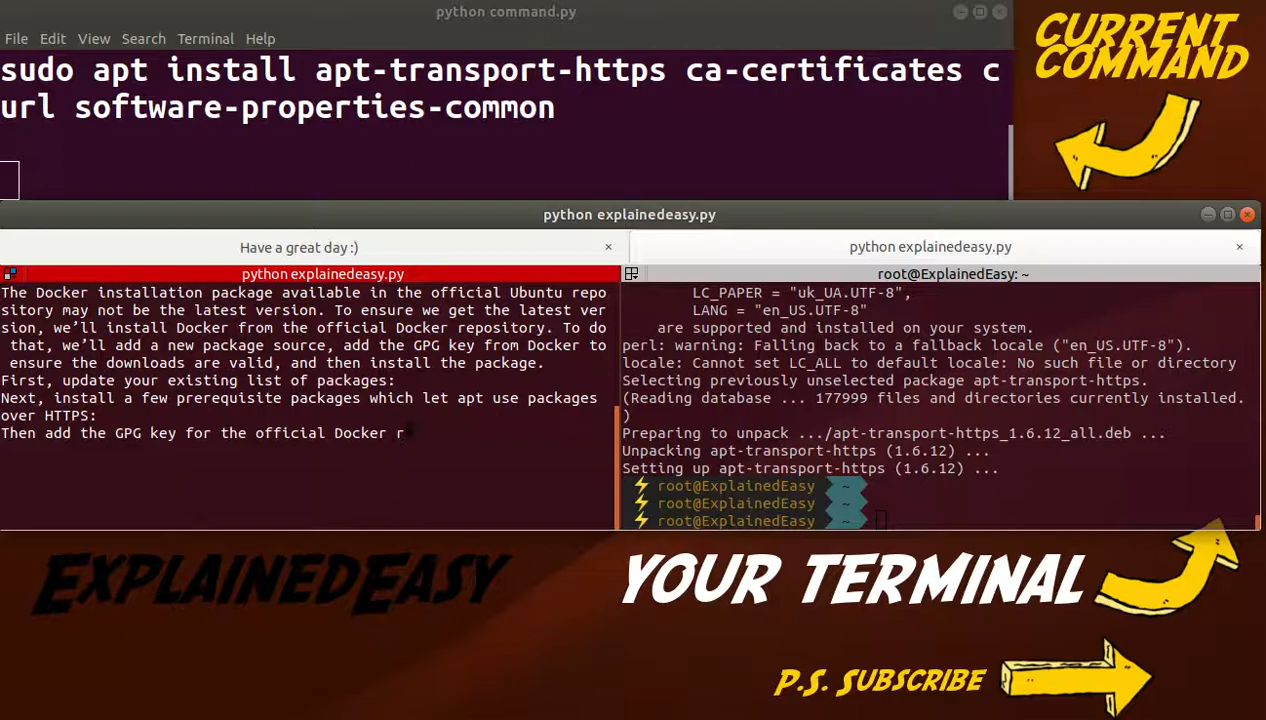 python command.py
File Edit View Search Terminal Help
sudo apt install apt-transport-https ca-certificates c
url software-properties-common
CURRENT
COMMAND
python explainedeasy.py
Have a great day :)
python explainedeasy.py
python explainedeasy.py
The Docker installation package available in the official Ubuntu repo
sitory may not be the latest version. To ensure we get the latest ver
sion, we’ll install Docker from the official Docker repository. To do
that, we’ll add a new package source, add the GPG key from Docker to
ensure the downloads are valid, and then install the package.
First, update your existing list of packages:
Next, install a few prerequisite packages which let apt use packages
over HTTPS:
Then add the GPG key for the official Docker r
root@ExplainedEasy: ~
LC_PAPER = "uk_UA.UTF-8",
LANG = "en_US.UTF-8"
are supported and installed on your system.
perl: warning: Falling back to a fallback locale ("en_US.UTF-8").
locale: Cannot set LC_ALL to default locale: No such file or directory
Selecting previously unselected package apt-transport-https.
(Reading database ... 177999 files and directories currently installed.
)
Preparing to unpack .../apt-transport-https_1.6.12_all.deb ...
Unpacking apt-transport-https (1.6.12) ...
Setting up apt-transport-https (1.6.12) ...
root@ExplainedEasy ~
root@ExplainedEasy ~
root@ExplainedEasy ~
EXPLAINEDEASY
YOUR TERMINAL
P.S. SUBSCRIBE